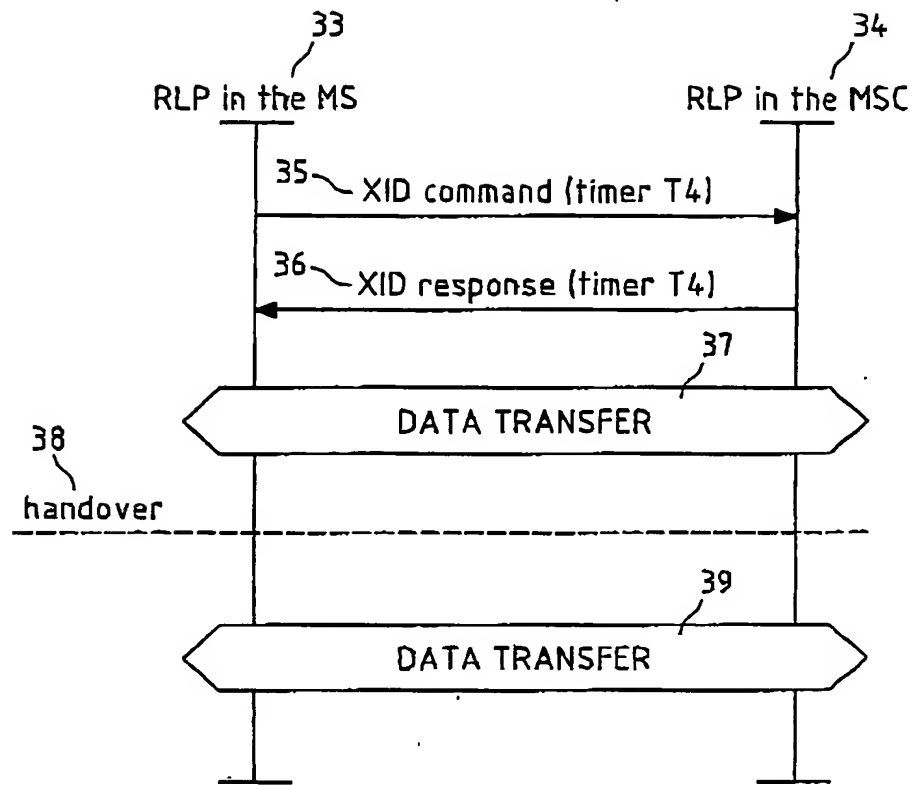 33
34
RLP in the MS
RLP in the MSC
35
XID command (timer T4)
36
XID response (timer T4)
37
DATA TRANSFER
38
handover
39
DATA TRANSFER